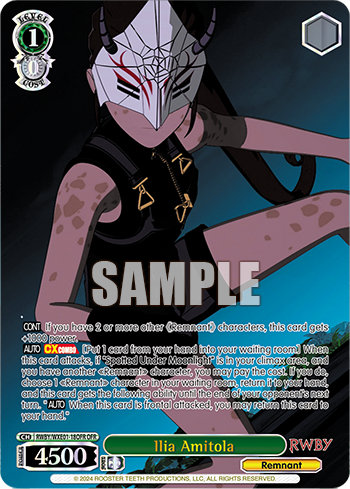 LEVEL
1
0
COST
SAMPLE
CONT If you have 2 or more other «Remnant» characters, this card gets
+1000 power.
AUTO CX COMBO [Put 1 card from your hand into your waiting room] When
this card attacks, if "Spotted Under Moonlight" is in your climax area, and
you have another «Remnant» character, you may pay the cost. If you do,
choose 1 «Remnant» character in your waiting room, return it to your hand,
and this card gets the following ability until the end of your opponent's next
turn. "AUTO When this card is frontal attacked, you may return this card to
your hand."
CH RWBY/WXE01-18OFR OFR
Ilia Amitola
RWBY
POWER 4500
Remnant
© 2024 ROOSTER TEETH PRODUCTIONS, LLC, ALL RIGHTS RESERVED.